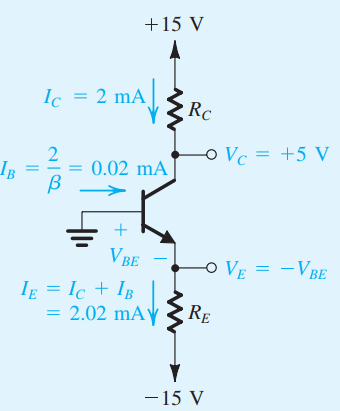 +15 V
I_C = 2 mA
R_C
V_C = +5 V
I_B = 2/β = 0.02 mA
+
V_BE −
V_E = −V_BE
I_E = I_C + I_B
= 2.02 mA
R_E
−15 V